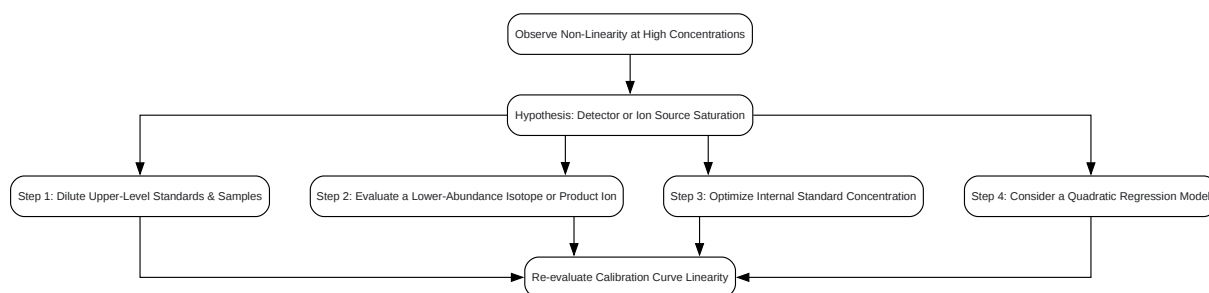 Observe Non-Linearity at High Concentrations
Hypothesis: Detector or Ion Source Saturation
Step 1: Dilute Upper-Level Standards & Samples
Step 2: Evaluate a Lower-Abundance Isotope or Product Ion
Step 3: Optimize Internal Standard Concentration
Step 4: Consider a Quadratic Regression Model
Re-evaluate Calibration Curve Linearity